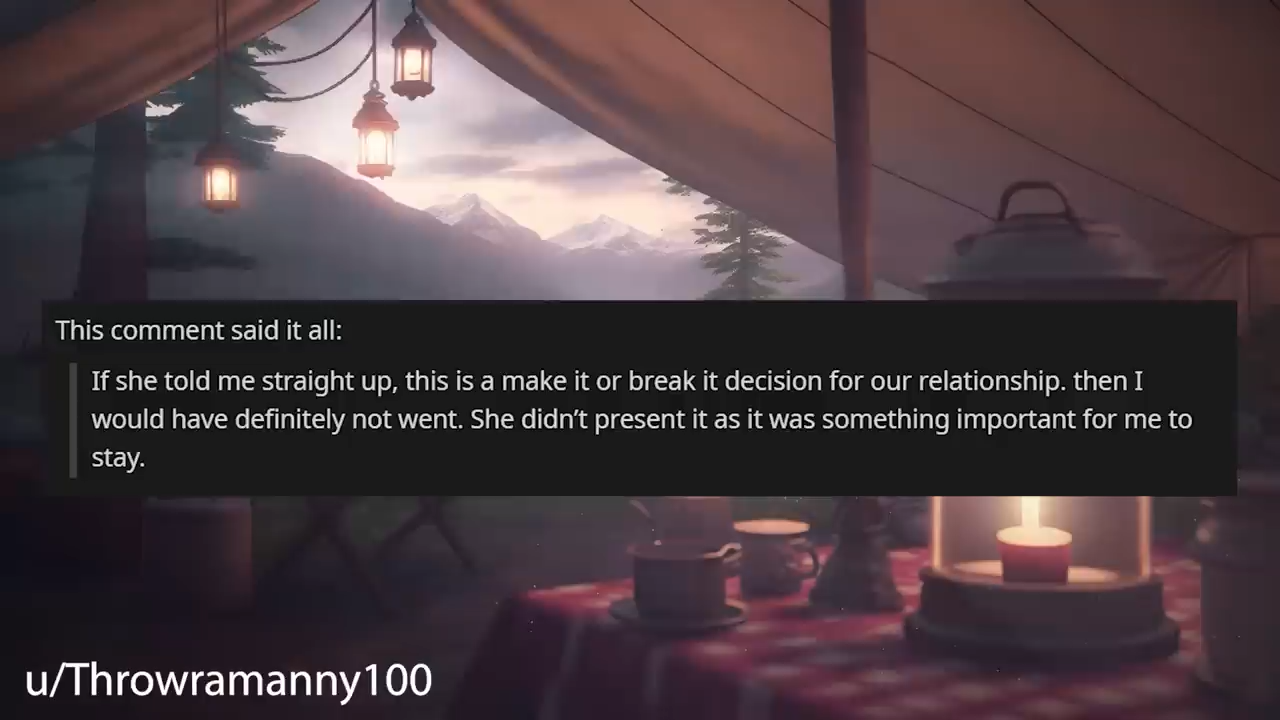 This comment said it all:
If she told me straight up, this is a make it or break it decision for our relationship. then I
would have definitely not went. She didn’t present it as it was something important for me to
stay.
u/Throwramanny100